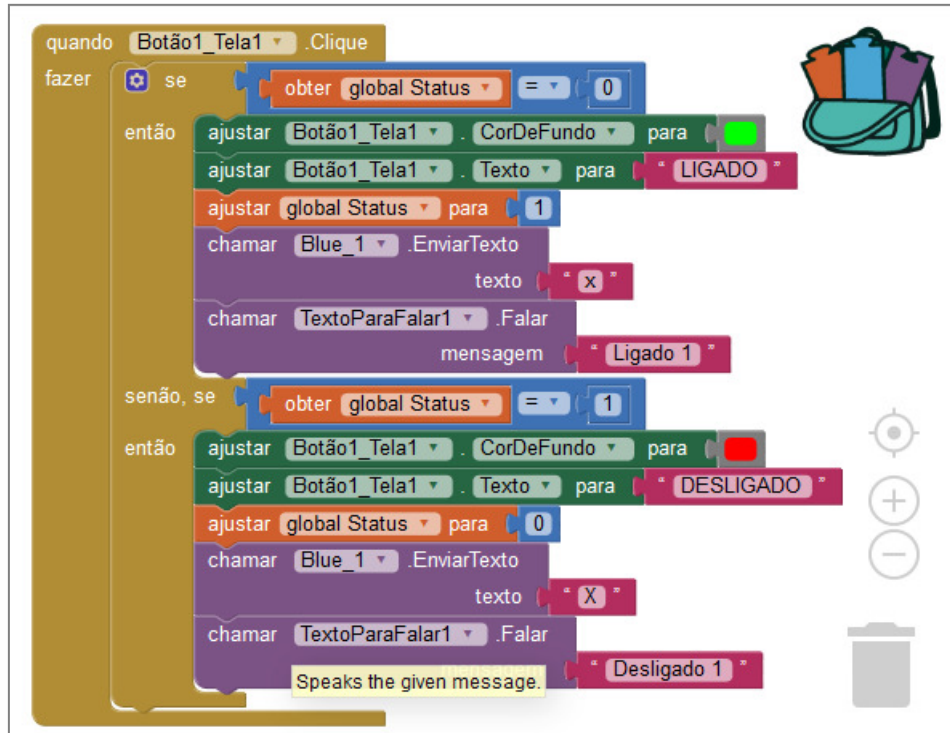 quando Botão1_Tela1 .Clique
fazer se obter global Status = 0
então ajustar Botão1_Tela1 . CorDeFundo para
ajustar Botão1_Tela1 . Texto para “ LIGADO ”
ajustar global Status para 1
chamar Blue_1 .EnviarTexto
texto “ x ”
chamar TextoParaFalar1 .Falar
mensagem “ Ligado 1 ”
senão, se obter global Status = 1
então ajustar Botão1_Tela1 . CorDeFundo para
ajustar Botão1_Tela1 . Texto para “ DESLIGADO ”
ajustar global Status para 0
chamar Blue_1 .EnviarTexto
texto “ X ”
chamar TextoParaFalar1 .Falar
“ Desligado 1 ”
Speaks the given message.